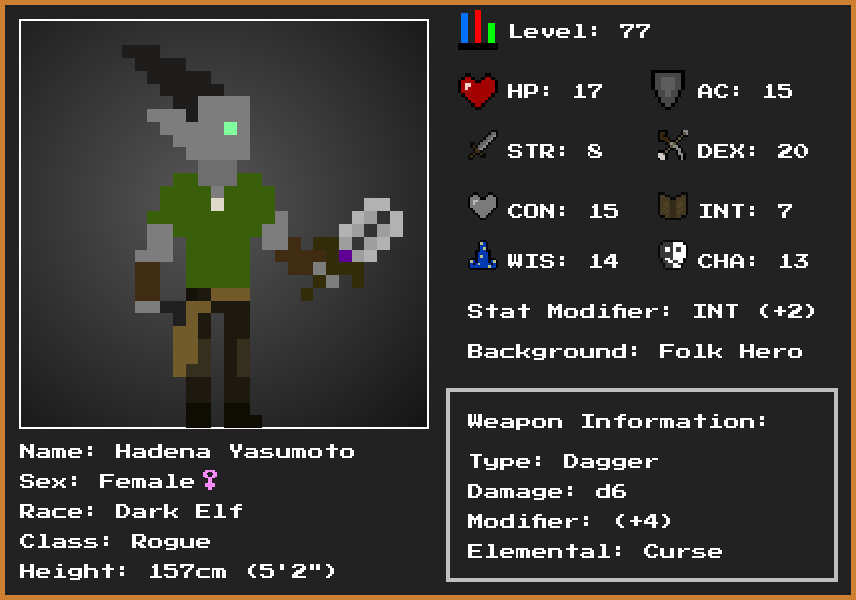 Level: 77
HP: 17
AC: 15
STR: 8
DEX: 20
CON: 15
INT: 7
WIS: 14
CHA: 13
Stat Modifier: INT (+2)
Background: Folk Hero
Weapon Information:
Type: Dagger
Damage: d6
Modifier: (+4)
Elemental: Curse
Name: Hadena Yasumoto
Sex: Female♀
Race: Dark Elf
Class: Rogue
Height: 157cm (5'2")